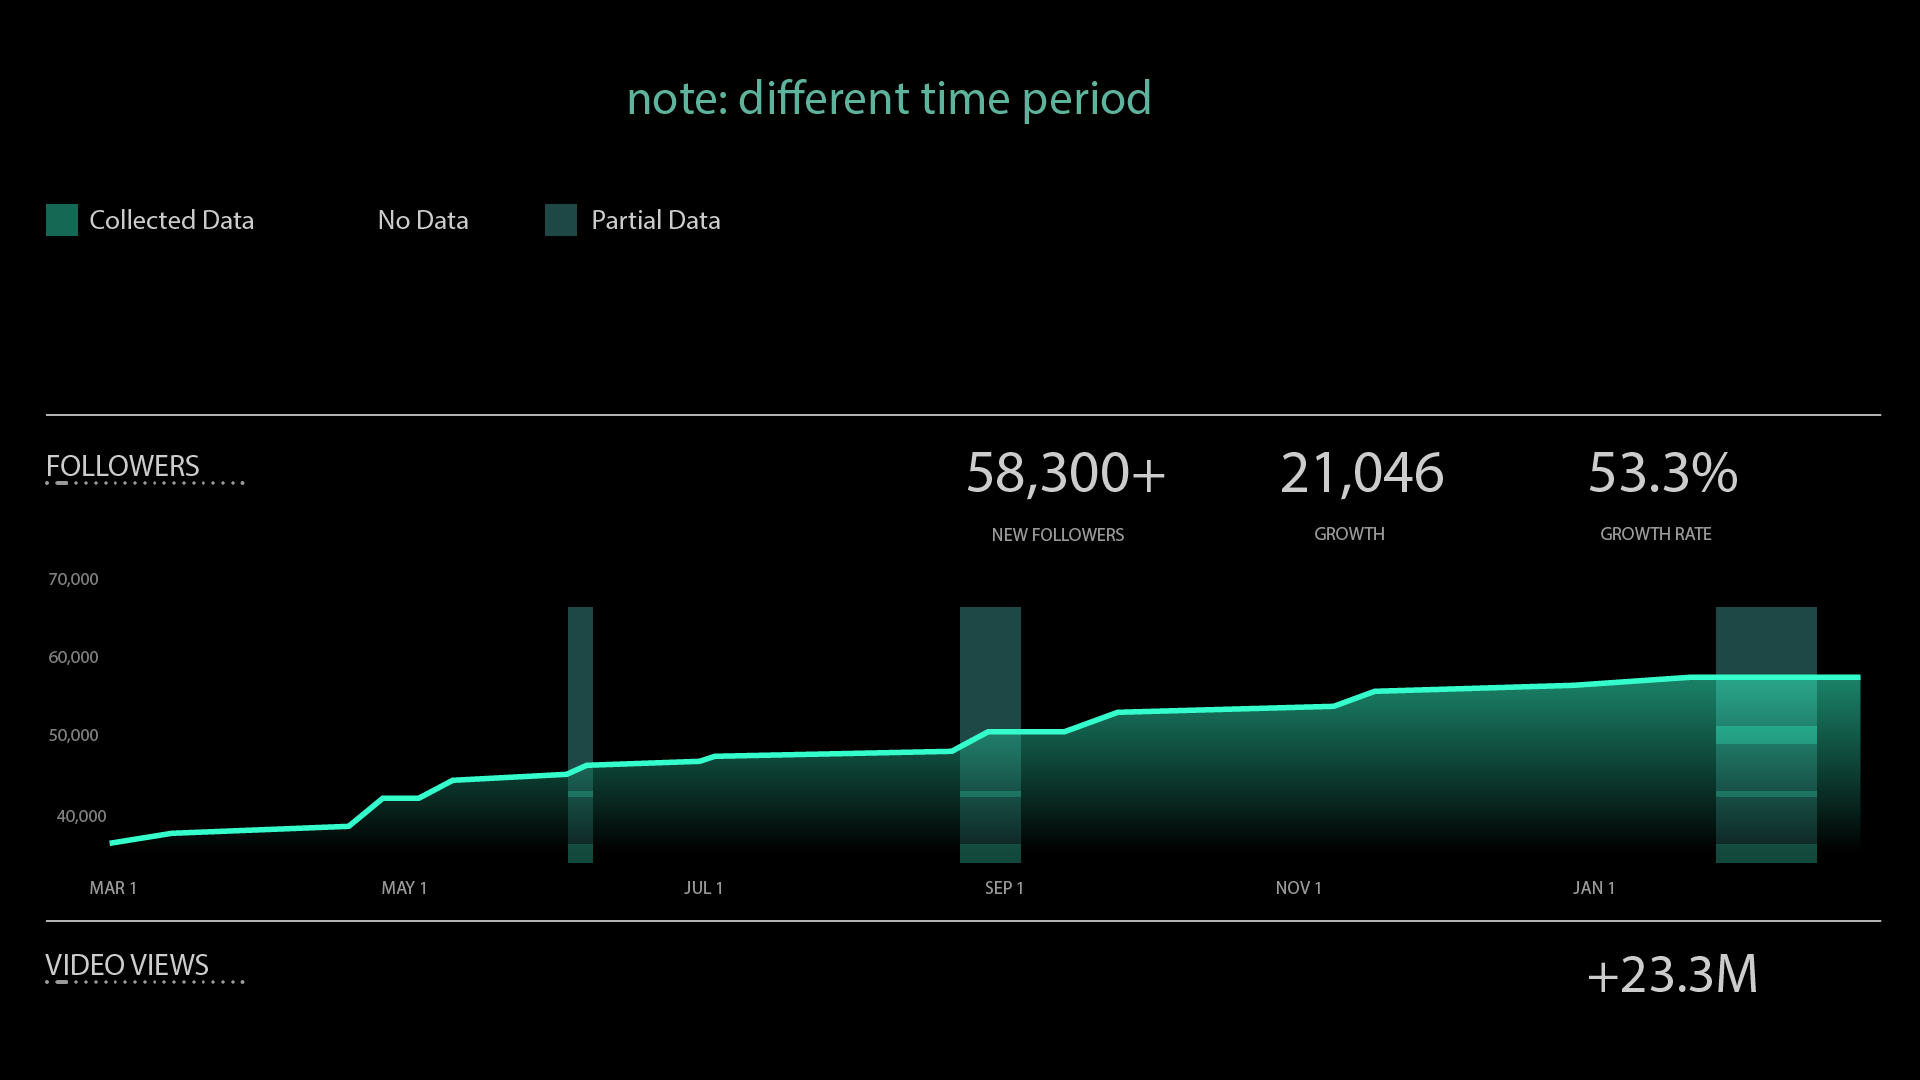 note: different time period
Collected Data No Data Partial Data
FOLLOWERS
58,300+ 21,046 53.3%
NEW FOLLOWERS GROWTH GROWTH RATE
70,000
60,000
50,000
40,000
MAR 1 MAY 1 JUL 1 SEP 1 NOV 1 JAN 1
VIDEO VIEWS
+23.3M